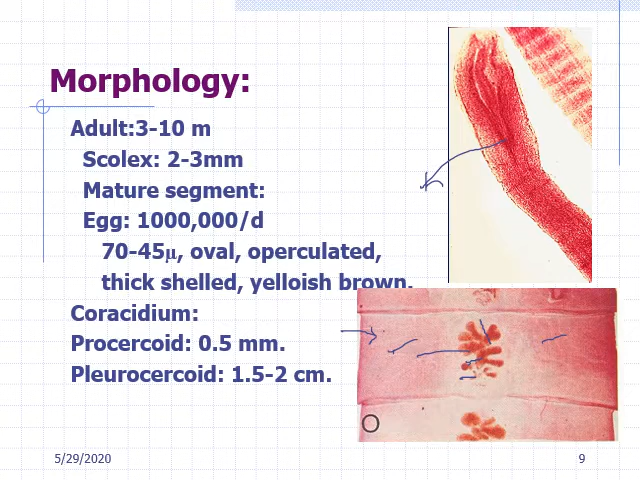 Morphology:
Adult:3-10 m
Scolex: 2-3mm
Mature segment:
Egg: 1000,000/d
70-45µ, oval, operculated,
thick shelled, yelloish brown.
Coracidium:
Procercoid: 0.5 mm.
Pleurocercoid: 1.5-2 cm.
5/29/2020
9